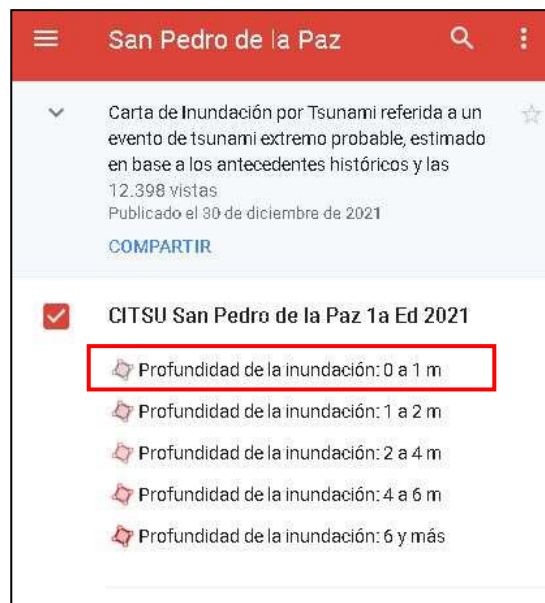 San Pedro de la Paz
Carta de Inundación por Tsunami referida a un
evento de tsunami extremo probable, estimado
en base a los antecedentes históricos y las
12.398 vistas
Publicado el 30 de diciembre de 2021
COMPARTIR
CITSU San Pedro de la Paz 1a Ed 2021
Profundidad de la inundación: 0 a 1 m
Profundidad de la inundación: 1 a 2 m
Profundidad de la inundación: 2 a 4 m
Profundidad de la inundación: 4 a 6 m
Profundidad de la inundación: 6 y más